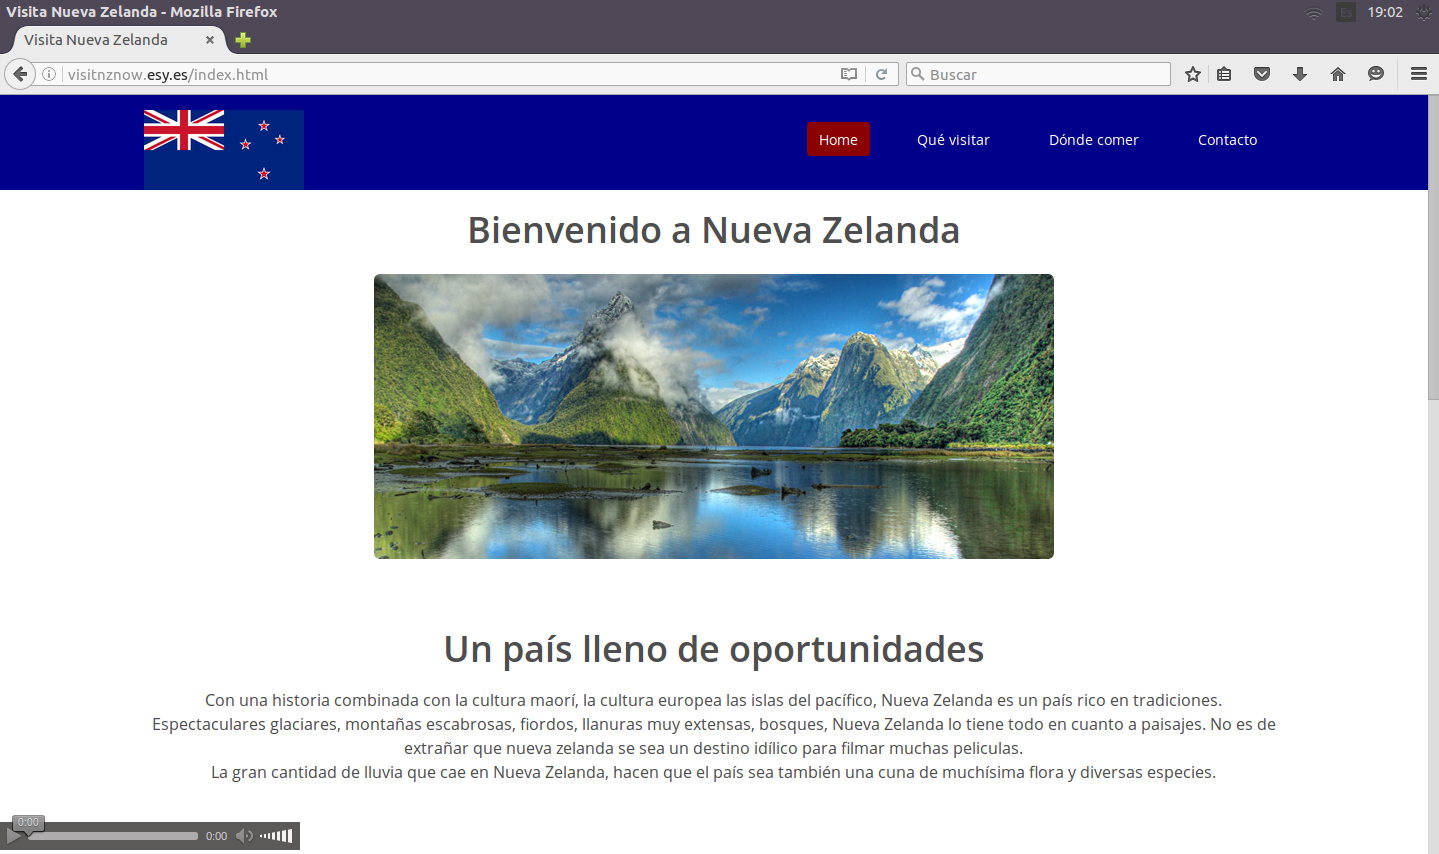 Visita Nueva Zelanda - Mozilla Firefox
Es
19:02
Visita Nueva Zelanda
visitnznow.esy.es/index.html
Buscar
Home
Qué visitar
Dónde comer
Contacto
Bienvenido a Nueva Zelanda
Un país lleno de oportunidades
Con una historia combinada con la cultura maorí, la cultura europea las islas del pacífico, Nueva Zelanda es un país rico en tradiciones.
Espectaculares glaciares, montañas escabrosas, fiordos, llanuras muy extensas, bosques, Nueva Zelanda lo tiene todo en cuanto a paisajes. No es de
extrañar que nueva zelanda se sea un destino idílico para filmar muchas peliculas.
La gran cantidad de lluvia que cae en Nueva Zelanda, hacen que el país sea también una cuna de muchísima flora y diversas especies.
0:00
0:00